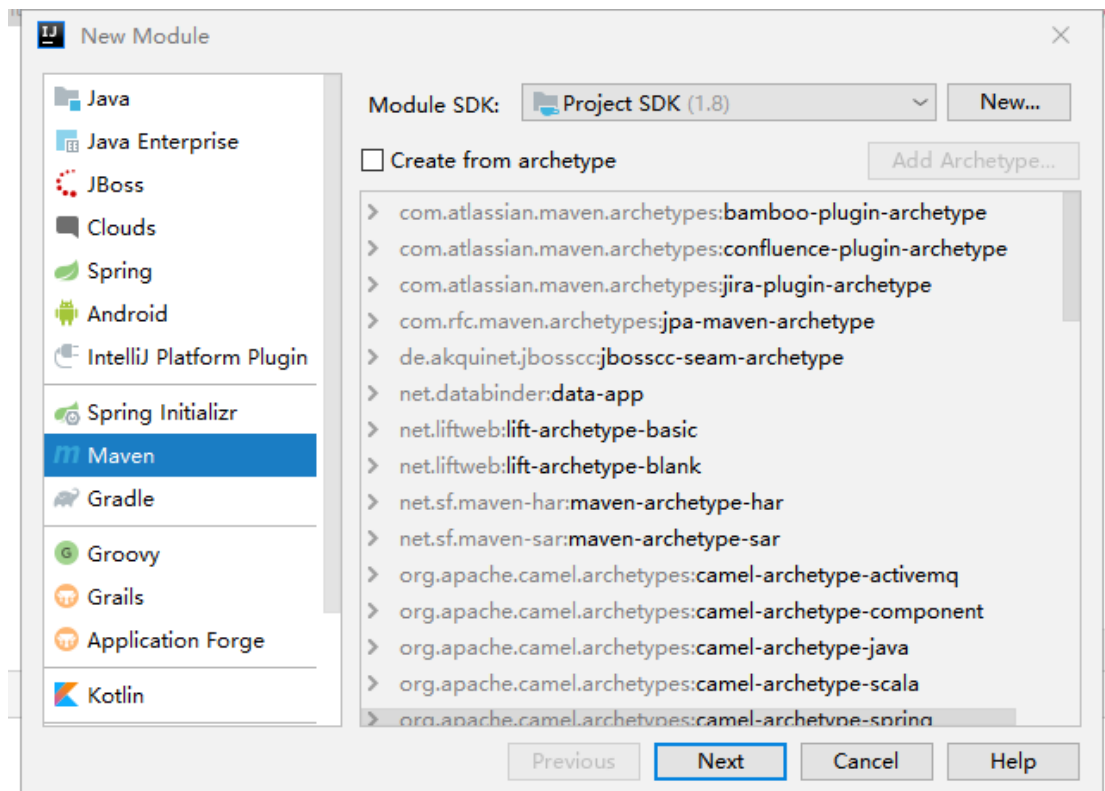 New Module
Java
Java Enterprise
JBoss
Clouds
Spring
Android
IntelliJ Platform Plugin
Spring Initializr
Maven
Gradle
Groovy
Grails
Application Forge
Kotlin
Module SDK: Project SDK (1.8) New...
Create from archetype Add Archetype...
com.atlassian.maven.archetypes:bamboo-plugin-archetype
com.atlassian.maven.archetypes:confluence-plugin-archetype
com.atlassian.maven.archetypes:jira-plugin-archetype
com.rfc.maven.archetypes:jpa-maven-archetype
de.akquinet.jbosscc:jbosscc-seam-archetype
net.databinder:data-app
net.liftweb:lift-archetype-basic
net.liftweb:lift-archetype-blank
net.sf.maven-har:maven-archetype-har
net.sf.maven-sar:maven-archetype-sar
org.apache.camel.archetypes:camel-archetype-activemq
org.apache.camel.archetypes:camel-archetype-component
org.apache.camel.archetypes:camel-archetype-java
org.apache.camel.archetypes:camel-archetype-scala
org.apache.camel.archetypes:camel-archetype-spring
Previous Next Cancel Help